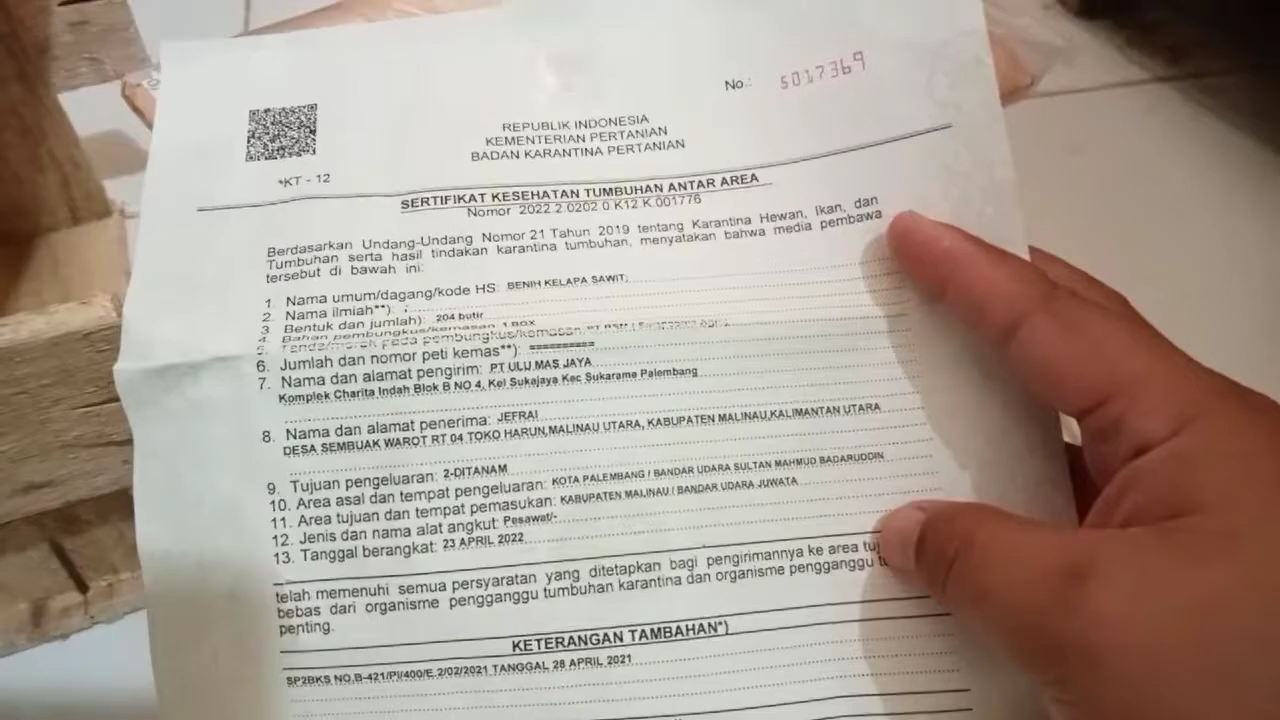 No.: 5017369
REPUBLIK INDONESIA
KEMENTERIAN PERTANIAN
BADAN KARANTINA PERTANIAN
*KT - 12
SERTIFIKAT KESEHATAN TUMBUHAN ANTAR AREA
Nomor 2022.2.0202.0.K12.K.001776
Berdasarkan Undang-Undang Nomor 21 Tahun 2019 tentang Karantina Hewan, Ikan, dan
Tumbuhan serta hasil tindakan karantina tumbuhan, menyatakan bahwa media pembawa
tersebut di bawah ini:
1. Nama umum/dagang/kode HS: BENIH KELAPA SAWIT
2. Nama ilmiah**):
3. Bentuk dan jumlah): 204 butir
4. Bahan pembungkus/kemasan: 1 BOX
5. Tanda/merek pada pembungkus/kemasan:
6. Jumlah dan nomor peti kemas**): ==========
7. Nama dan alamat pengirim: PT ULU MAS JAYA
Komplek Charita Indah Blok B NO 4, Kel Sukajaya Kec Sukarame Palembang
8. Nama dan alamat penerima: JEFRAI
DESA SEMBUAK WAROT RT 04 TOKO HARUN,MALINAU UTARA, KABUPATEN MALINAU,KALIMANTAN UTARA
9. Tujuan pengeluaran: 2-DITANAM
10. Area asal dan tempat pengeluaran: KOTA PALEMBANG / BANDAR UDARA SULTAN MAHMUD BADARUDDIN
11. Area tujuan dan tempat pemasukan: KABUPATEN MALINAU / BANDAR UDARA JUWATA
12. Jenis dan nama alat angkut: Pesawat/-
13. Tanggal berangkat: 23 APRIL 2022
telah memenuhi semua persyaratan yang ditetapkan bagi pengirimannya ke area tuj
bebas dari organisme pengganggu tumbuhan karantina dan organisme pengganggu tu
penting.
KETERANGAN TAMBAHAN*)
SP2BKS NO.B-421/PI/400/E.2/02/2021 TANGGAL 28 APRIL 2021